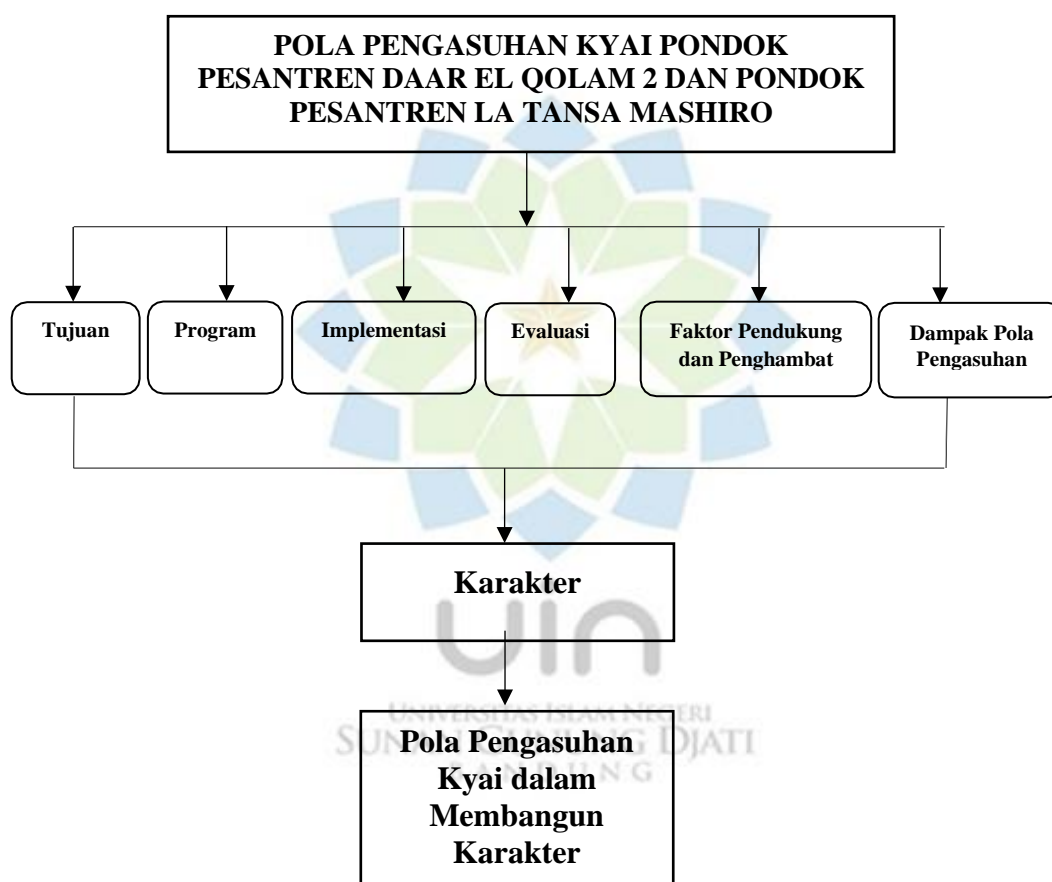 POLA PENGASUHAN KYAI PONDOK
PESANTREN DAAR EL QOLAM 2 DAN PONDOK
PESANTREN LA TANSA MASHIRO
Tujuan
Program
Implementasi
Evaluasi
Faktor Pendukung
dan Penghambat
Dampak Pola
Pengasuhan
Karakter
uin
UNIVERSITAS ISLAM NEGERI
SUNAN GUNUNG DJATI
BANDUNG
Pola Pengasuhan
Kyai dalam
Membangun
Karakter